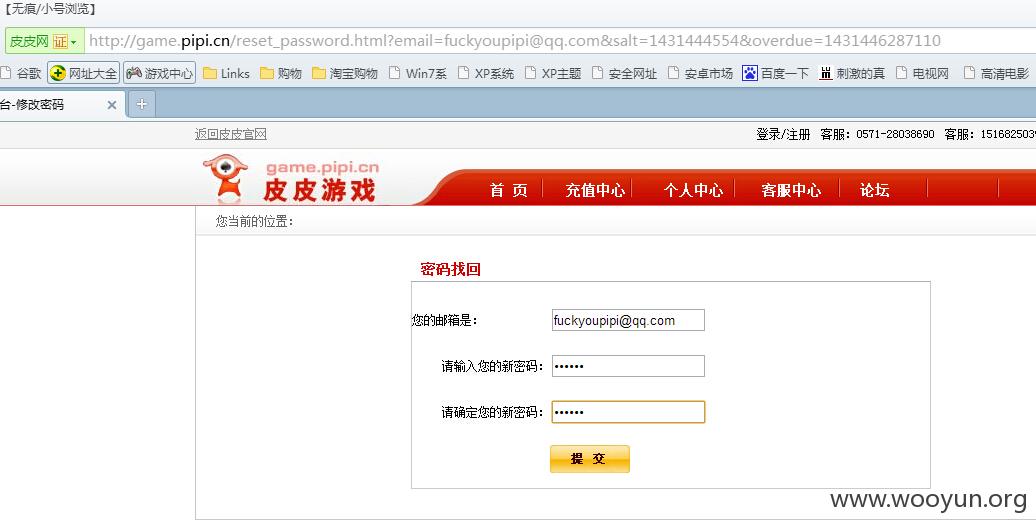 【无痕/小号浏览】
皮皮网 证 http://game.pipi.cn/reset_password.html?email=fuckyoupipi@qq.com&salt=1431444554&overdue=1431446287110
谷歌 网址大全 游戏中心 Links 购物 淘宝购物 Win7系 XP系统 XP主题 安全网址 安卓市场 百度一下 刺激的真 电视网 高清电影
台-修改密码
返回皮皮官网 登录/注册 客服：0571-28038690 客服：1516825039
game.pipi.cn
皮皮游戏
首 页 充值中心 个人中心 客服中心 论坛
您当前的位置：
密码找回
您的邮箱是： fuckyoupipi@qq.com
请输入您的新密码： ••••••
请确定您的新密码： ••••••
提 交
www.wooyun.org